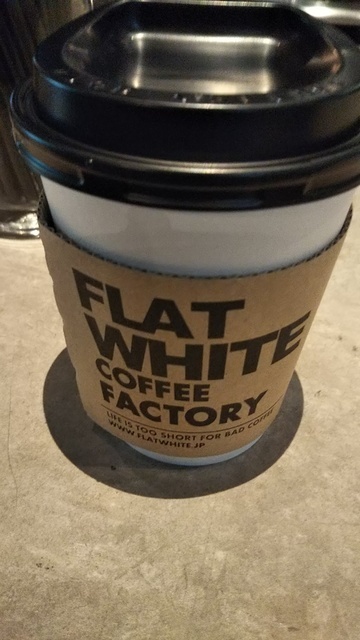 FLAT
WHITE
COFFEE
FACTORY
LIFE IS TOO SHORT FOR BAD COFFEE
WWW.FLATWHITE.JP